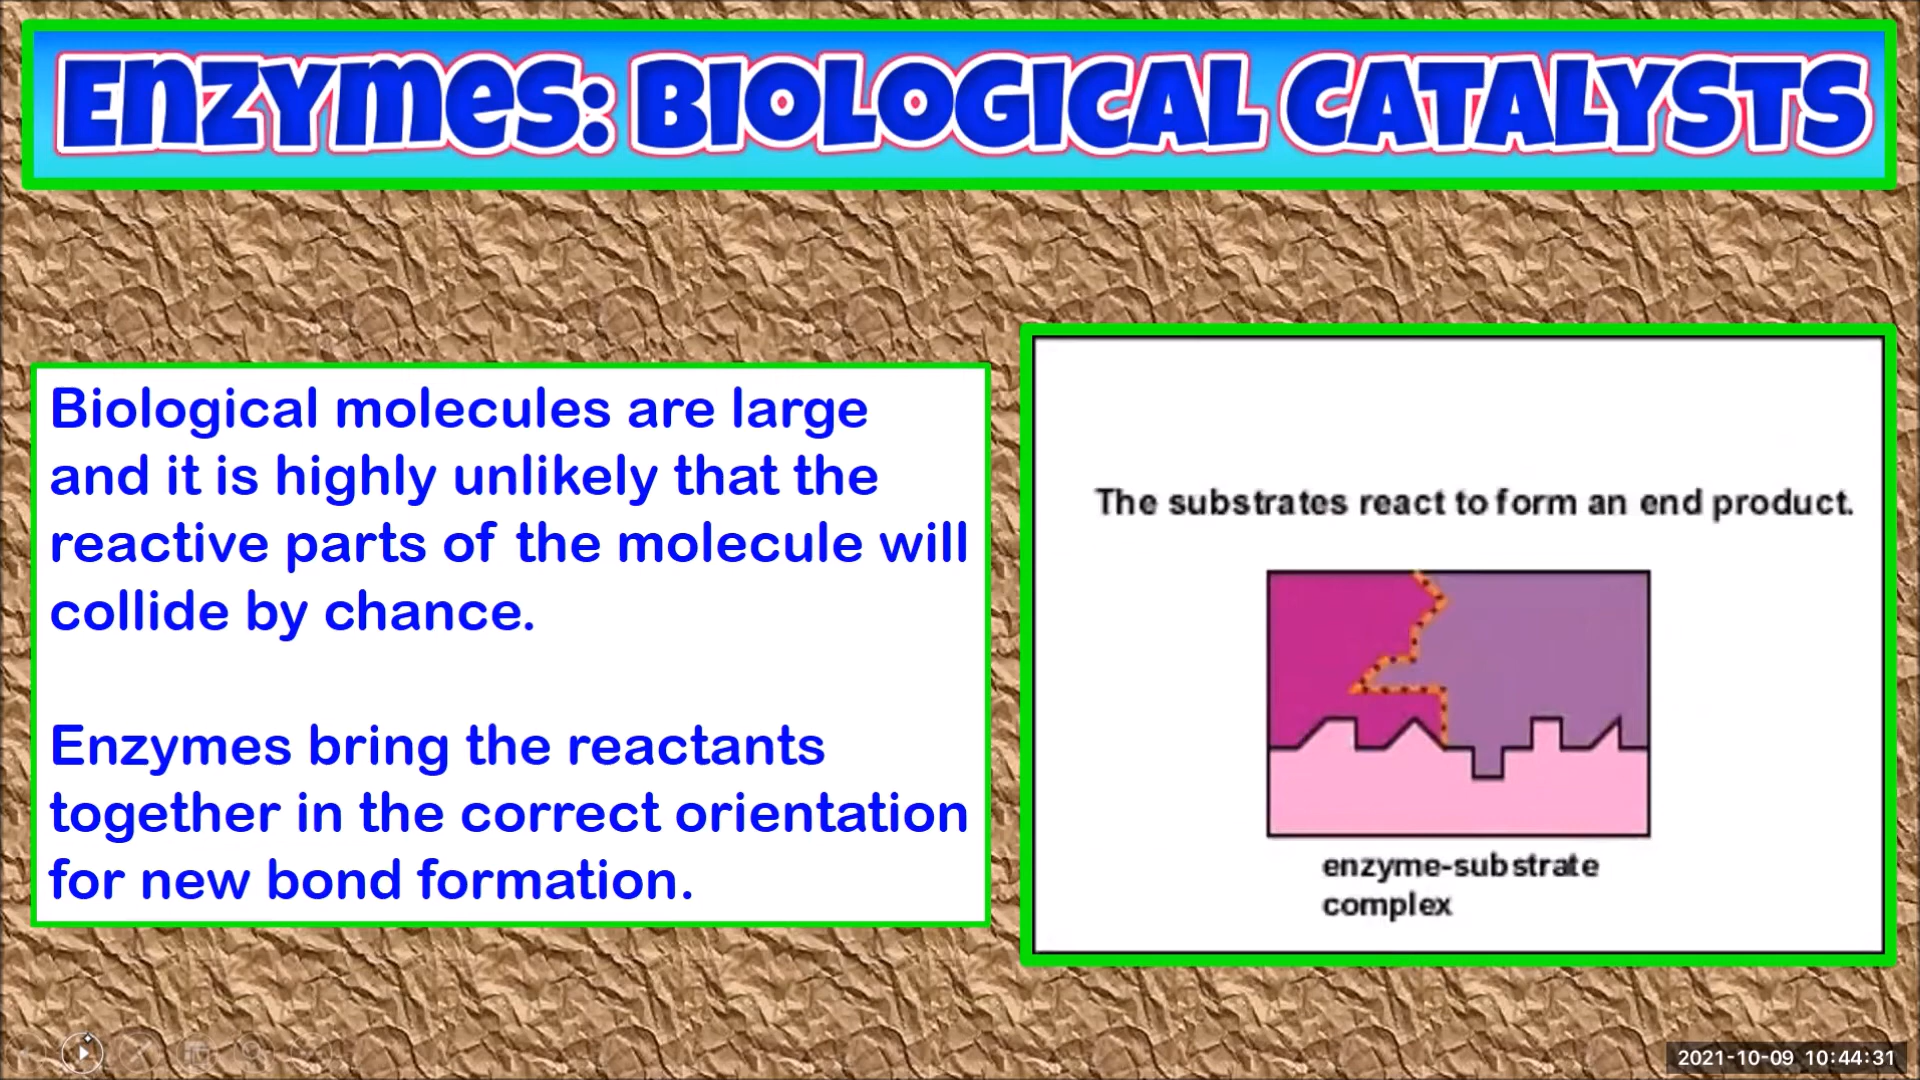 Enzymes: Biological Catalysts
Biological molecules are large
and it is highly unlikely that the
reactive parts of the molecule will
collide by chance.
Enzymes bring the reactants
together in the correct orientation
for new bond formation.
The substrates react to form an end product.
enzyme-substrate
complex
2021-10-09 10:44:31